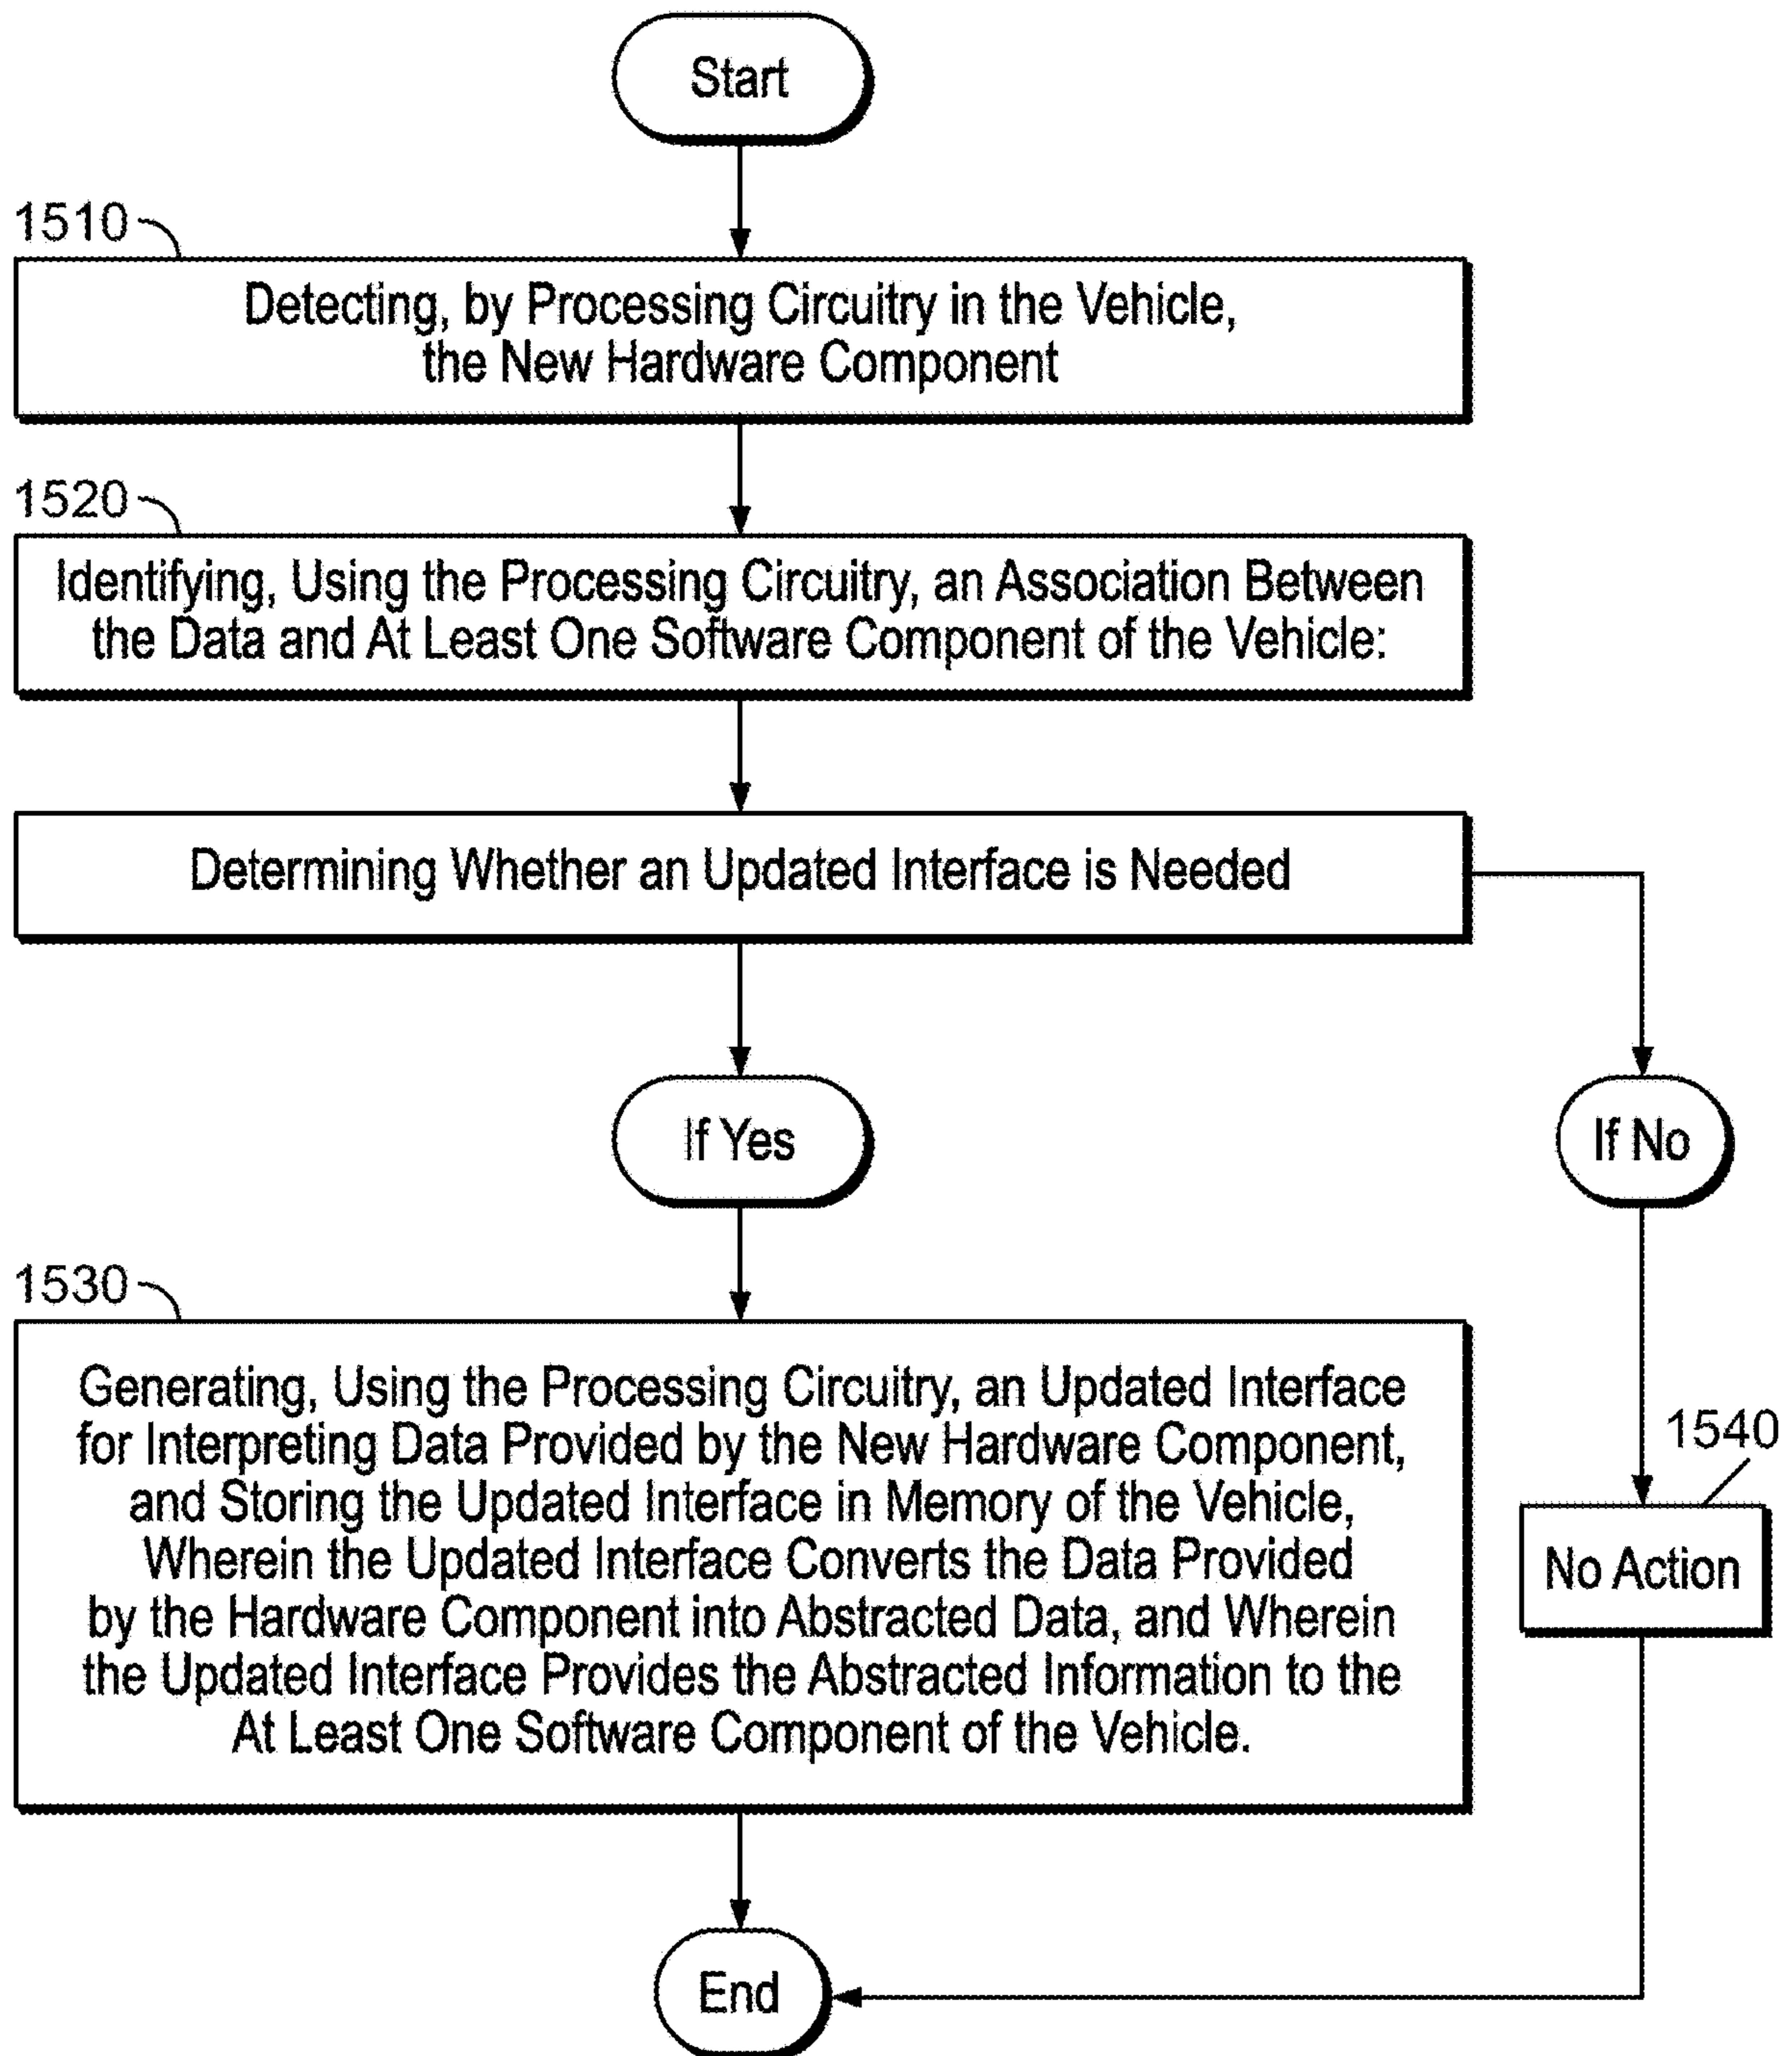 Start
1510
Detecting, by Processing Circuitry in the Vehicle,
the New Hardware Component
1520
Identifying, Using the Processing Circuitry, an Association Between
the Data and At Least One Software Component of the Vehicle:
Determining Whether an Updated Interface is Needed
If Yes
If No
1530
Generating, Using the Processing Circuitry, an Updated Interface
for Interpreting Data Provided by the New Hardware Component,
and Storing the Updated Interface in Memory of the Vehicle,
Wherein the Updated Interface Converts the Data Provided
by the Hardware Component into Abstracted Data, and Wherein
the Updated Interface Provides the Abstracted Information to the
At Least One Software Component of the Vehicle.
1540
No Action
End